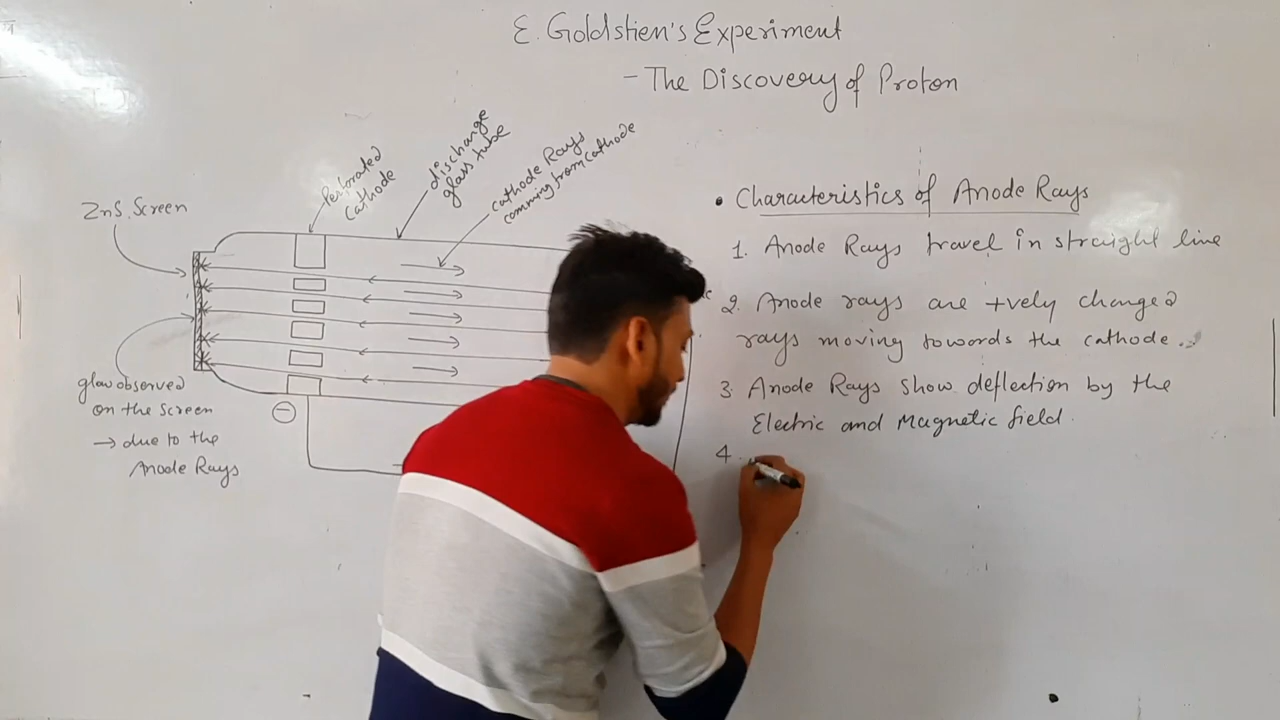 E. Goldstien's Experiment
- The Discovery of Proton
ZnS. Screen
Perforated
cathode
discharge
glass tube
cathode Rays
comming from cathode
glow observed
on the screen
→ due to the
Anode Rays
• Characteristics of Anode Rays
1. Anode Rays travel in straight line
2. Anode rays are +vely charged
rays moving towards the cathode.
3. Anode Rays show deflection by the
Electric and Magnetic field.
4.